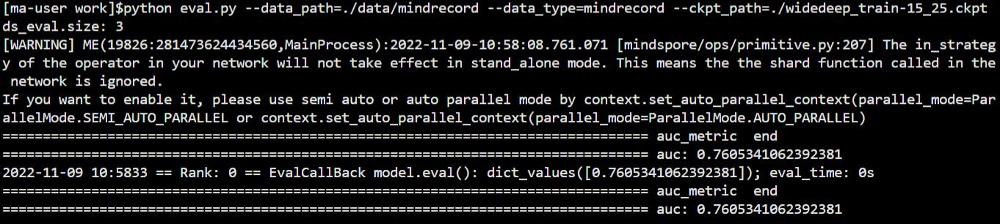 [ma-user work]$python eval.py --data_path=./data/mindrecord --data_type=mindrecord --ckpt_path=./widedeep_train-15_25.ckpt
ds_eval.size: 3
[WARNING] ME(19826:281473624434560,MainProcess):2022-11-09-10:58:08.761.071 [mindspore/ops/primitive.py:207] The in_strateg
y of the operator in your network will not take effect in stand_alone mode. This means the the shard function called in the
 network is ignored.
If you want to enable it, please use semi auto or auto parallel mode by context.set_auto_parallel_context(parallel_mode=Par
allelMode.SEMI_AUTO_PARALLEL or context.set_auto_parallel_context(parallel_mode=ParallelMode.AUTO_PARALLEL)
================================================================================ auc_metric  end
================================================================================ auc: 0.7605341062392381
2022-11-09 10:5833 == Rank: 0 == EvalCallBack model.eval(): dict_values([0.7605341062392381]); eval_time: 0s
================================================================================ auc_metric  end
================================================================================ auc: 0.7605341062392381